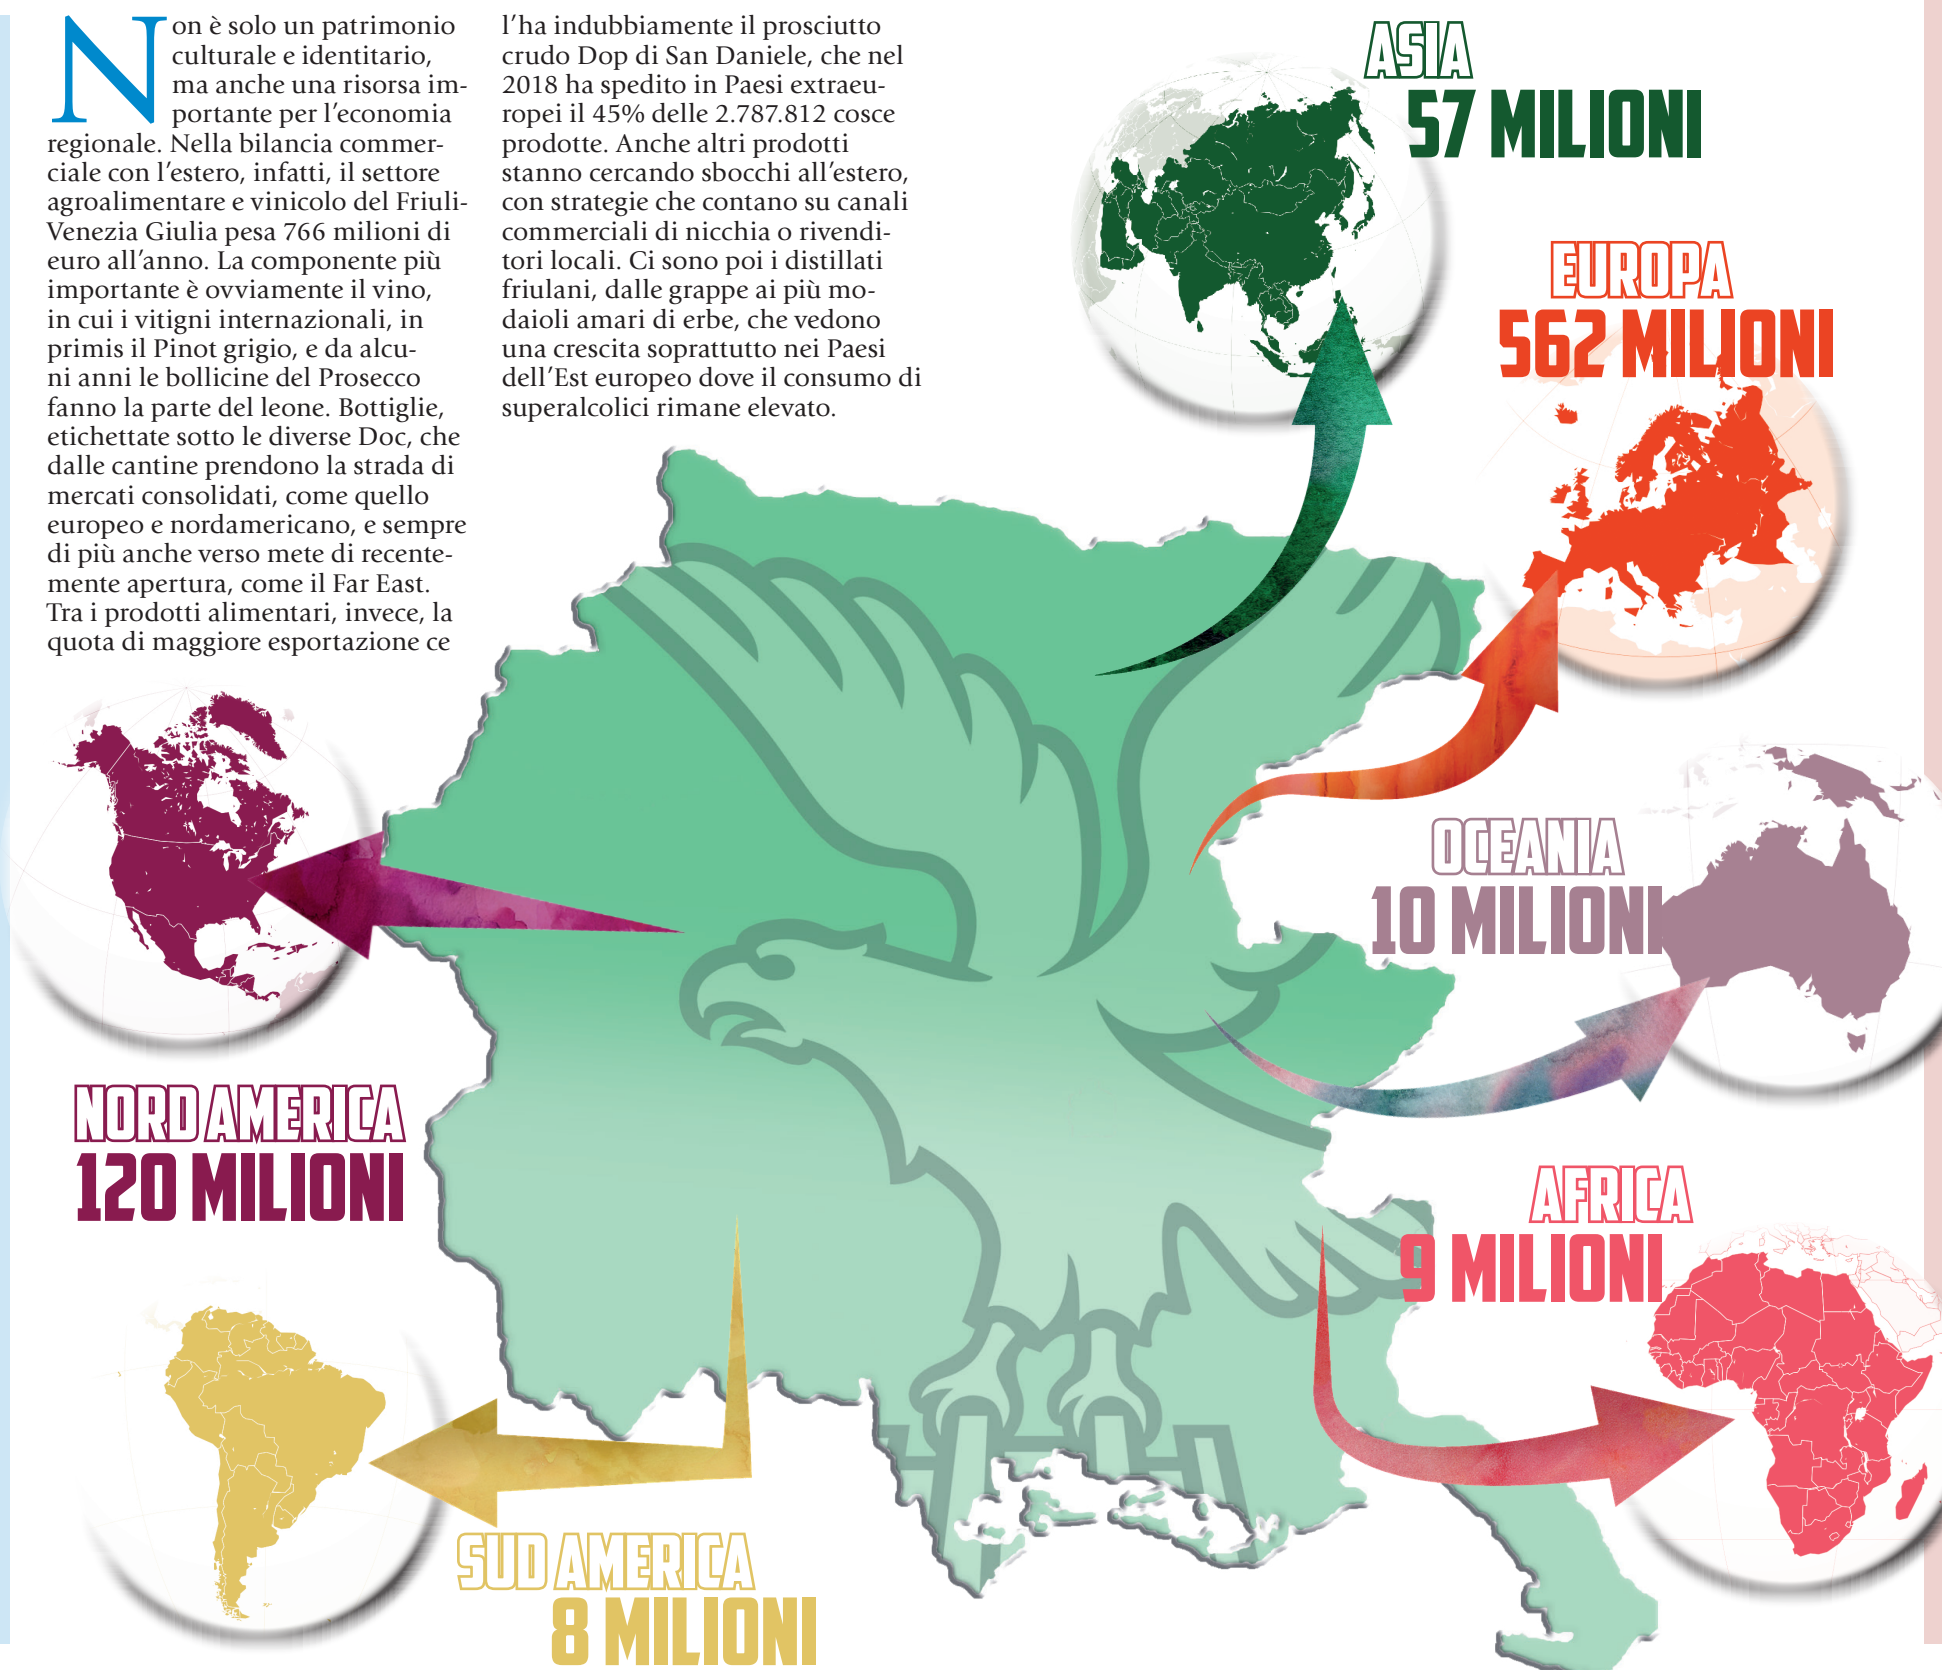 Non è solo un patrimonio
culturale e identitario,
ma anche una risorsa im-
portante per l'economia
regionale. Nella bilancia commer-
ciale con l'estero, infatti, il settore
agroalimentare e vinicolo del Friuli-
Venezia Giulia pesa 766 milioni di
euro all'anno. La componente più
importante è ovviamente il vino,
in cui i vitigni internazionali, in
primis il Pinot grigio, e da alcu-
ni anni le bollicine del Prosecco
fanno la parte del leone. Bottiglie,
etichettate sotto le diverse Doc, che
dalle cantine prendono la strada di
mercati consolidati, come quello
europeo e nordamericano, e sempre
di più anche verso mete di recente-
mente apertura, come il Far East.
Tra i prodotti alimentari, invece, la
quota di maggiore esportazione ce
l'ha indubbiamente il prosciutto
crudo Dop di San Daniele, che nel
2018 ha spedito in Paesi extraeu-
ropei il 45% delle 2.787.812 cosce
prodotte. Anche altri prodotti
stanno cercando sbocchi all'estero,
con strategie che contano su canali
commerciali di nicchia o rivendi-
tori locali. Ci sono poi i distillati
friulani, dalle grappe ai più mo-
daioli amari di erbe, che vedono
una crescita soprattutto nei Paesi
dell'Est europeo dove il consumo di
superalcolici rimane elevato.
ASIA
57 MILIONI
EUROPA
562 MILIONI
OCEANIA
10 MILIONI
NORD AMERICA
120 MILIONI
AFRICA
9 MILIONI
SUD AMERICA
8 MILIONI